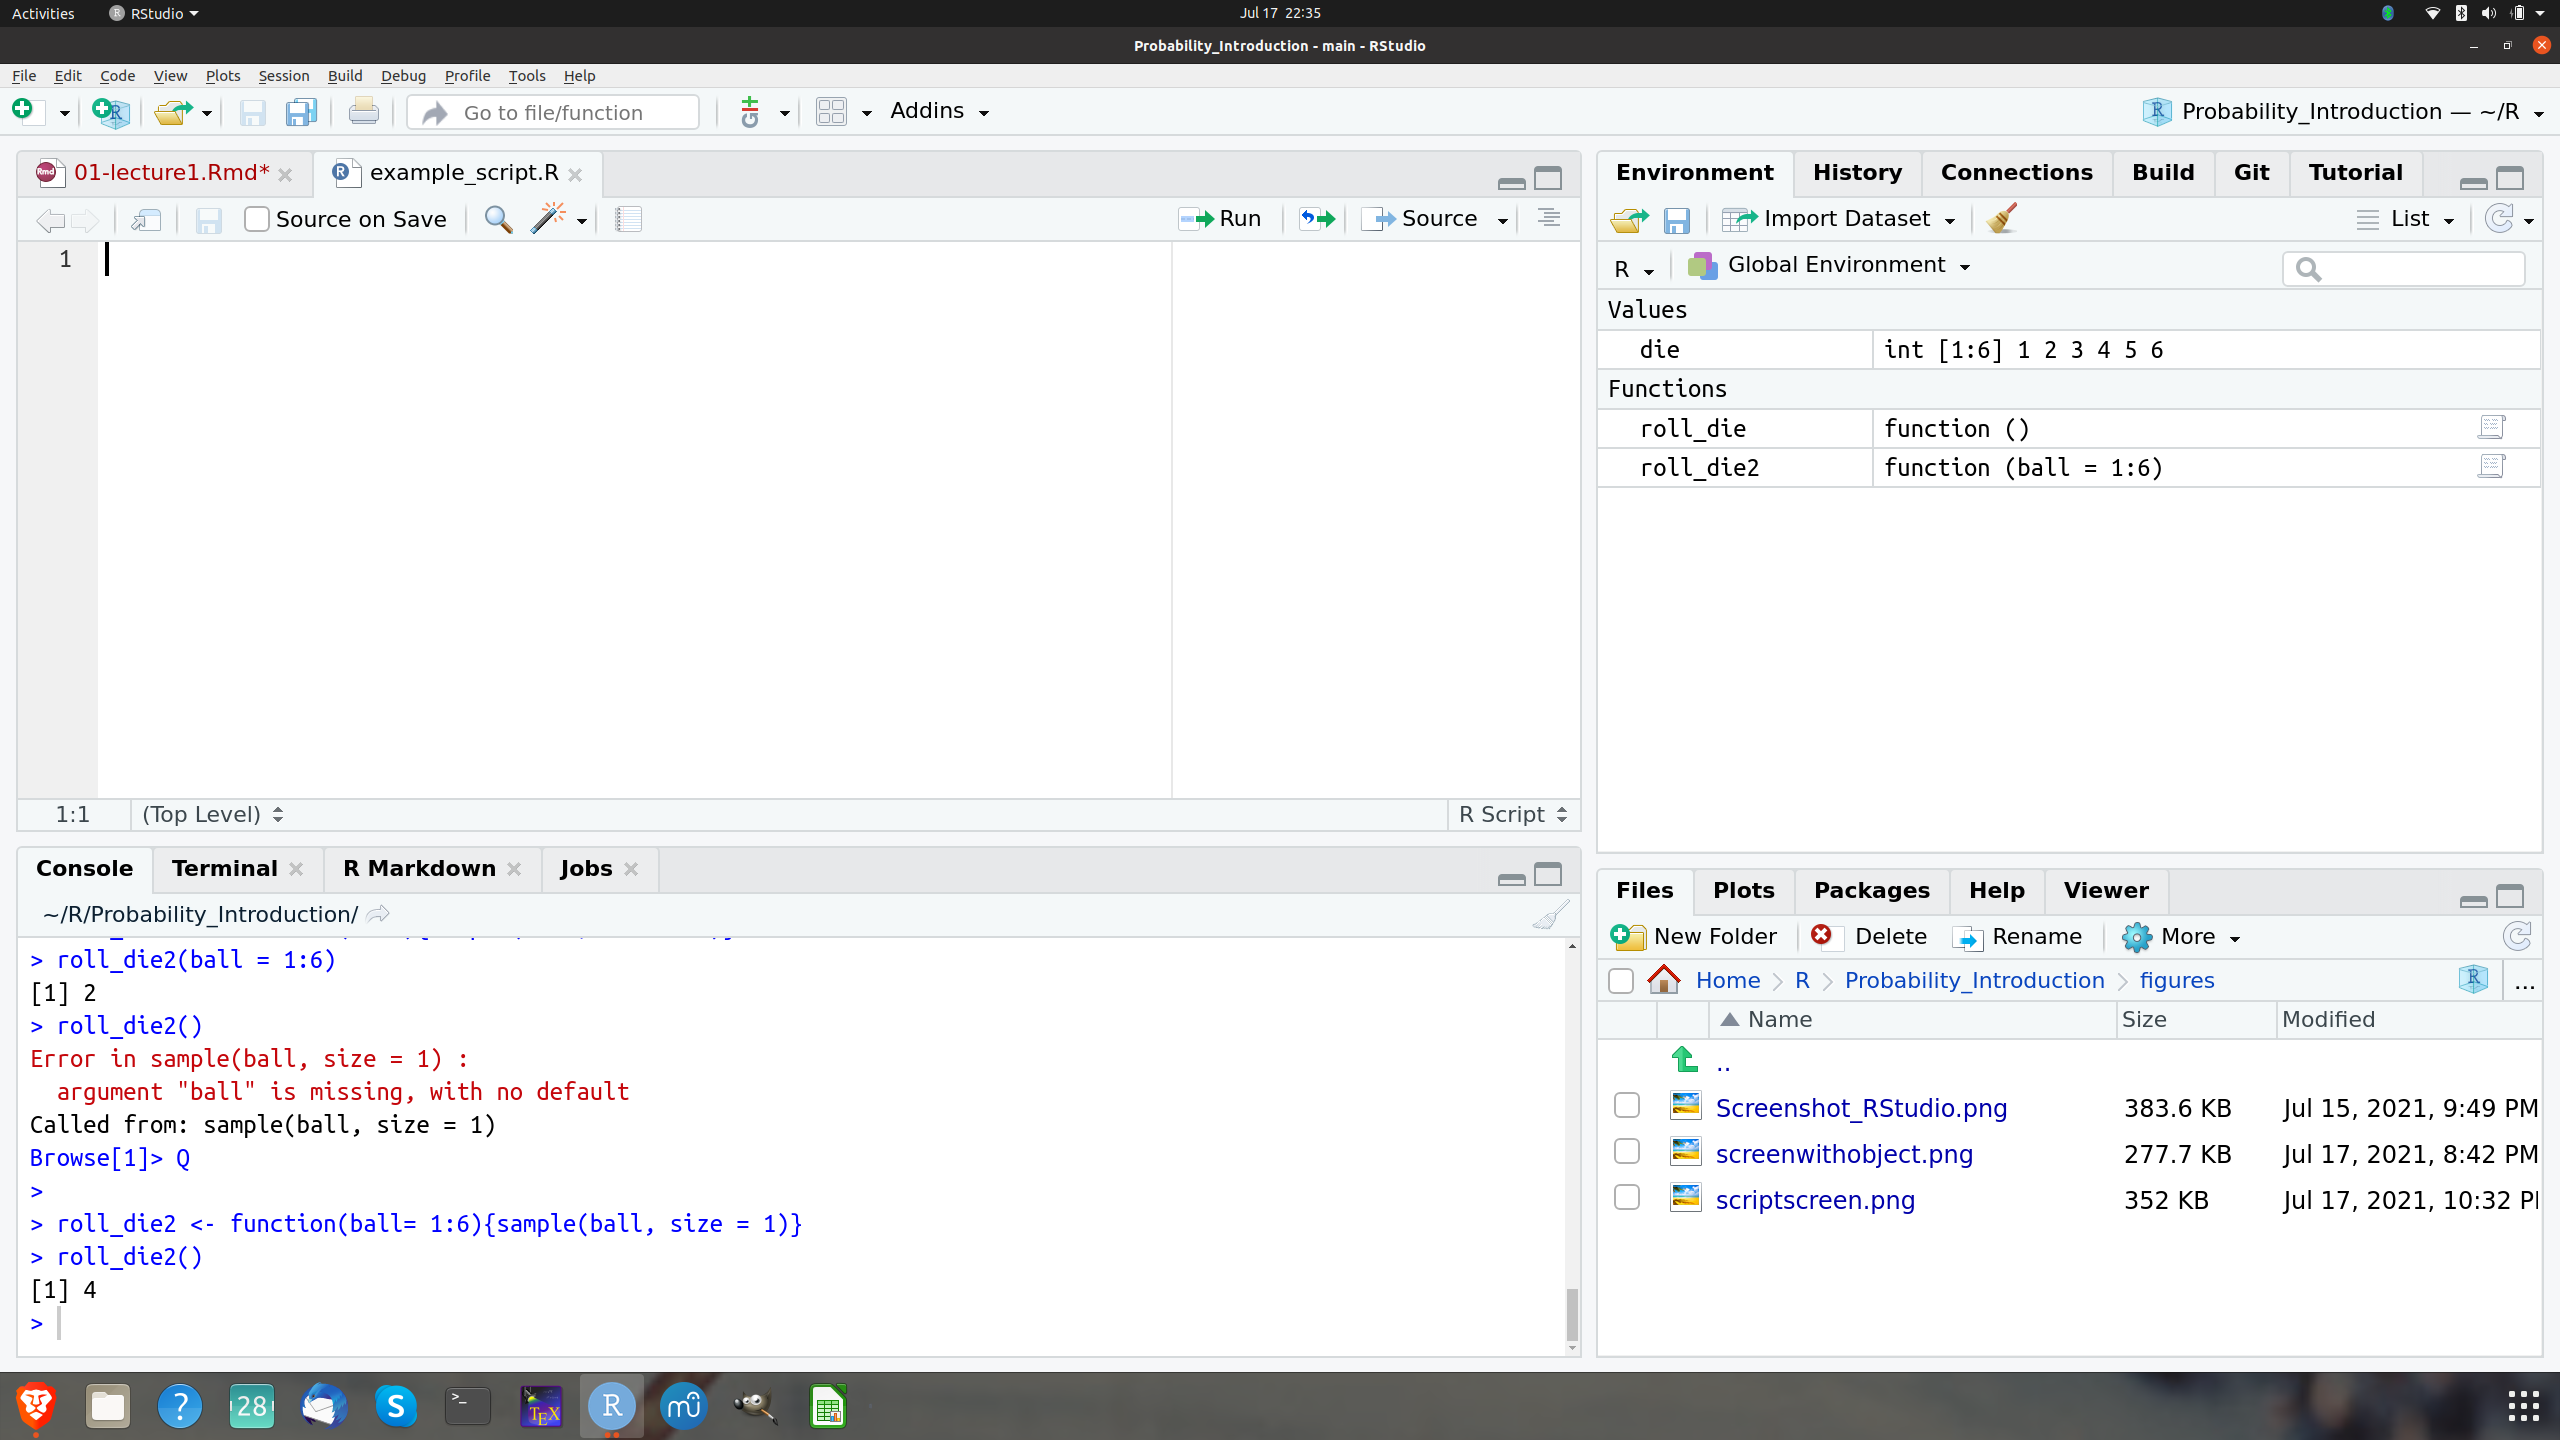 Activities RStudio Jul 17 22:35
Probability_Introduction - main - RStudio
File Edit Code View Plots Session Build Debug Profile Tools Help
Go to file/function Addins Probability_Introduction — ~/R
01-lecture1.Rmd* example_script.R
Source on Save Run Source
1
1:1 (Top Level) R Script
Console Terminal R Markdown Jobs
~/R/Probability_Introduction/
> roll_die2(ball = 1:6)
[1] 2
> roll_die2()
Error in sample(ball, size = 1) :
argument "ball" is missing, with no default
Called from: sample(ball, size = 1)
Browse[1]> Q
>
> roll_die2 <- function(ball= 1:6){sample(ball, size = 1)}
> roll_die2()
[1] 4
>
Environment History Connections Build Git Tutorial
Import Dataset List
R Global Environment
Values
die int [1:6] 1 2 3 4 5 6
Functions
roll_die function ()
roll_die2 function (ball = 1:6)
Files Plots Packages Help Viewer
New Folder Delete Rename More
Home R Probability_Introduction figures ...
Name Size Modified
..
Screenshot_RStudio.png 383.6 KB Jul 15, 2021, 9:49 PM
screenwithobject.png 277.7 KB Jul 17, 2021, 8:42 PM
scriptscreen.png 352 KB Jul 17, 2021, 10:32 P
? 28 S >_ TEX R